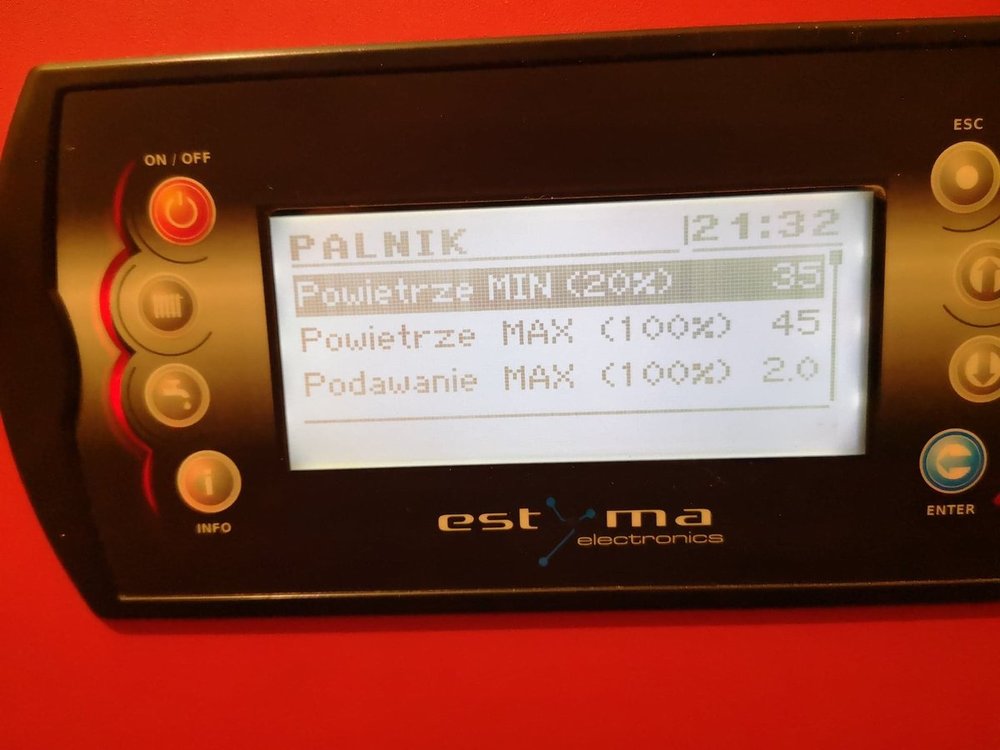 ON / OFF
ESC
PALNIK
21:32
Powietrze MIN (20%) 35
Powietrze MAX (100%) 45
Podawanie MAX (100%) 2.0
INFO
ENTER
estyma
electronics